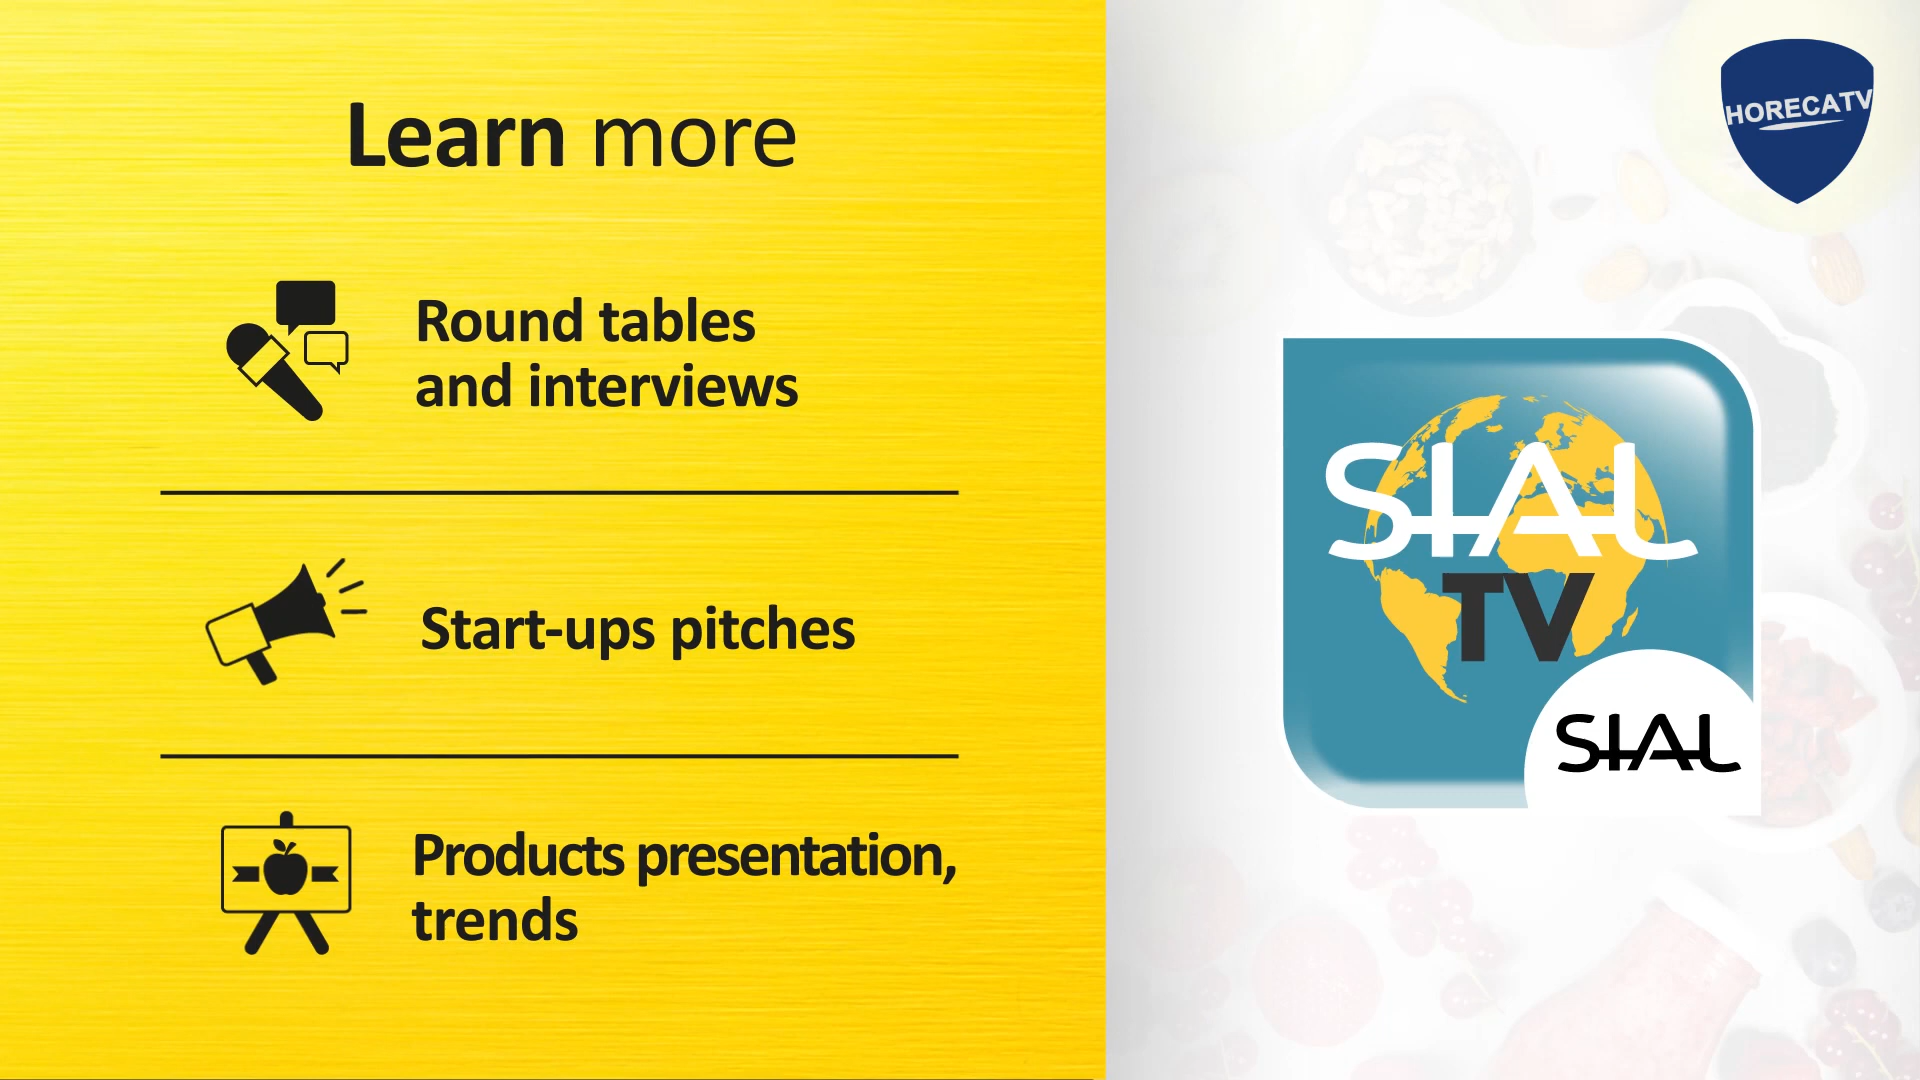 Learn more
Round tables
and interviews
Start-ups pitches
Products presentation,
trends
HORECATV
SIAL
TV
SIAL